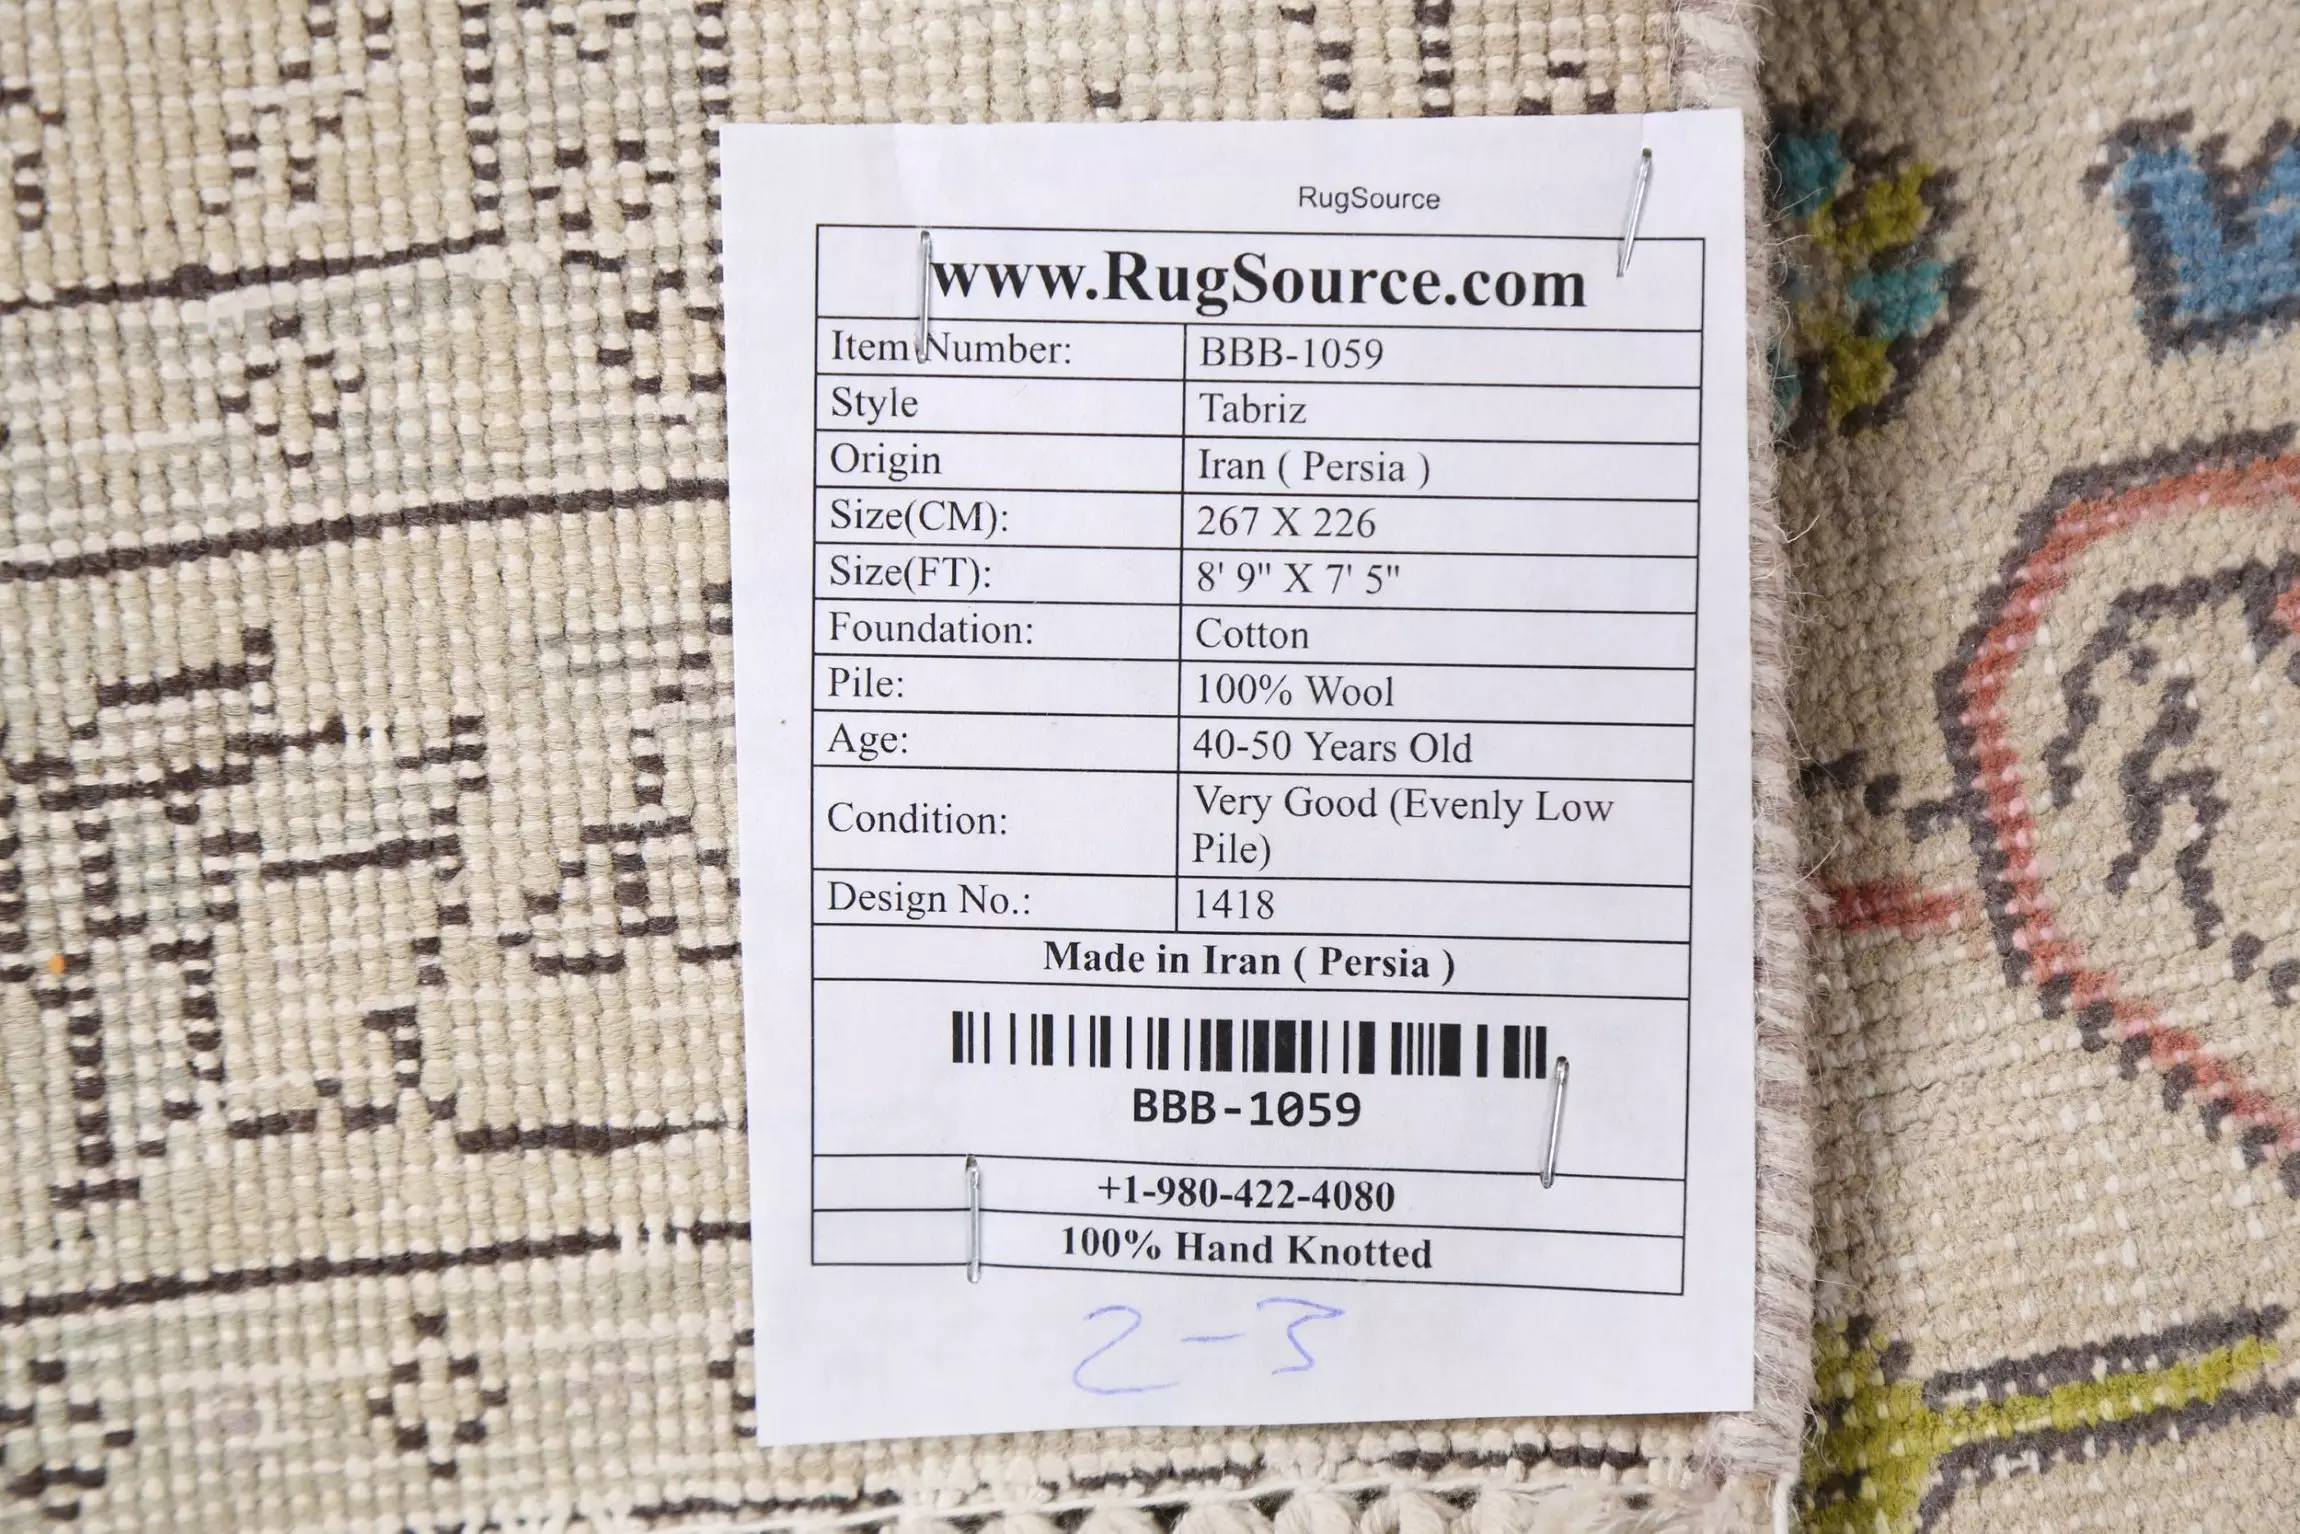 RugSource
www.RugSource.com
Item Number: BBB-1059
Style Tabriz
Origin Iran ( Persia )
Size(CM): 267 X 226
Size(FT): 8' 9" X 7' 5"
Foundation: Cotton
Pile: 100% Wool
Age: 40-50 Years Old
Condition: Very Good (Evenly Low
Pile)
Design No.: 1418
Made in Iran ( Persia )
BBB-1059
+1-980-422-4080
100% Hand Knotted
2-3